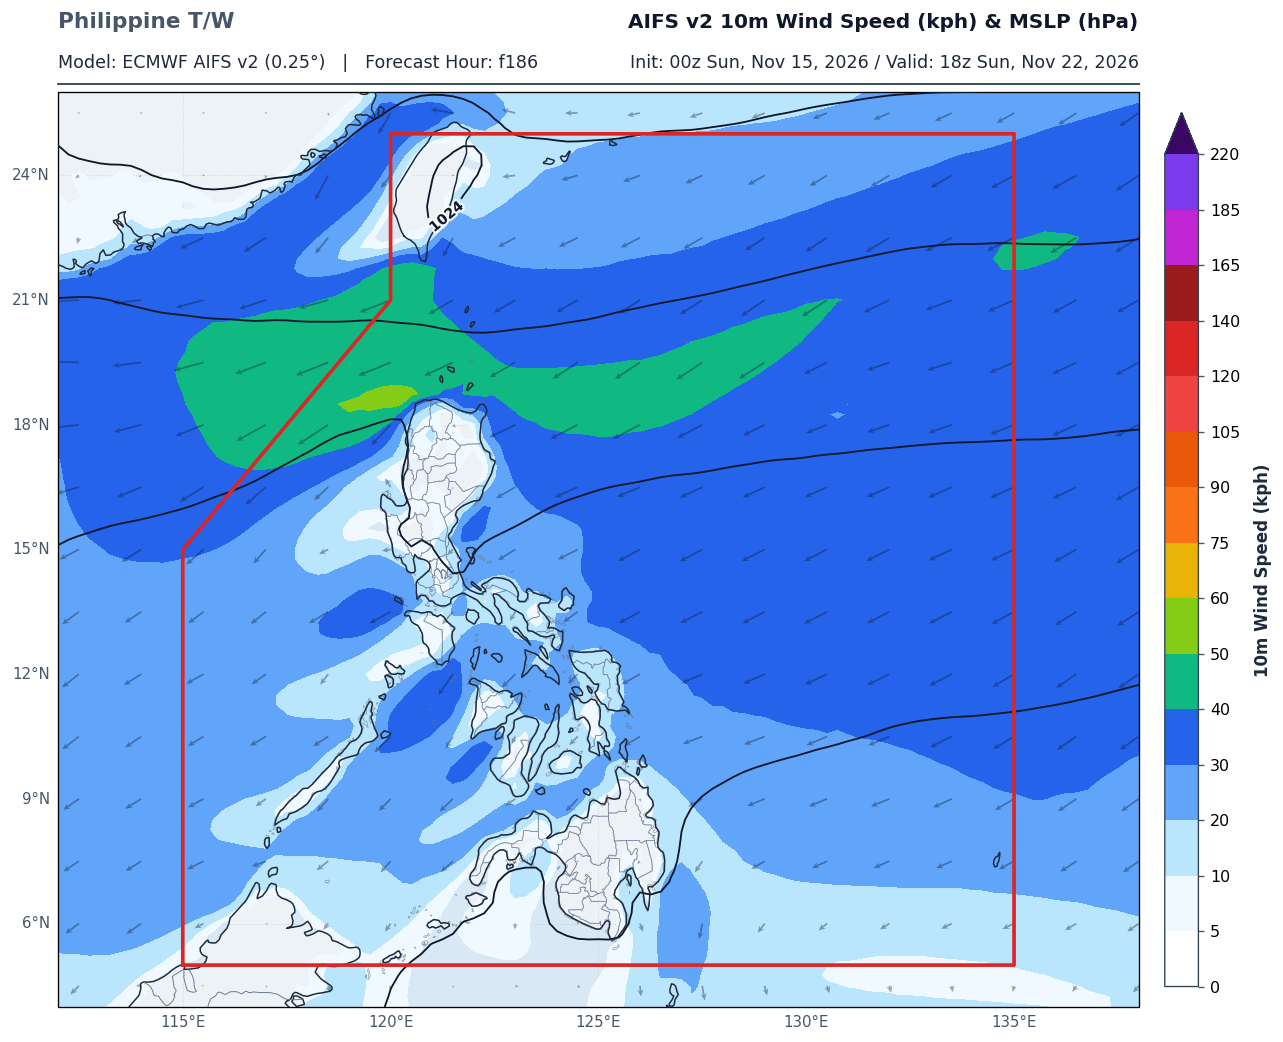 Philippine T/W
AIFS v2 10m Wind Speed (kph) & MSLP (hPa)
Model: ECMWF AIFS v2 (0.25°) | Forecast Hour: f186
Init: 00z Sun, Nov 15, 2026 / Valid: 18z Sun, Nov 22, 2026
24°N
21°N
18°N
15°N
12°N
9°N
6°N
115°E
120°E
125°E
130°E
135°E
1024
220
185
165
140
120
105
90
75
60
50
40
30
20
10
5
0
10m Wind Speed (kph)